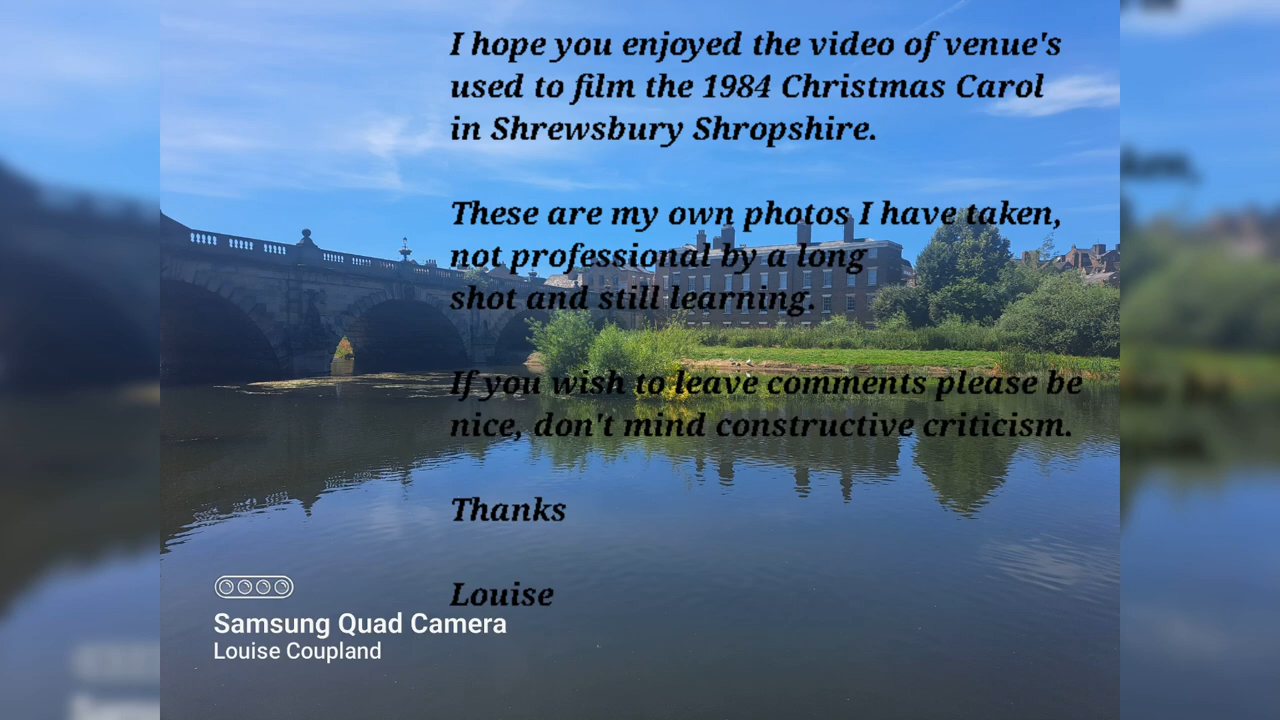 I hope you enjoyed the video of venue's
used to film the 1984 Christmas Carol
in Shrewsbury Shropshire.
These are my own photos I have taken,
not professional by a long
shot and still learning.
If you wish to leave comments please be
nice, don't mind constructive criticism.
Thanks
Louise
Samsung Quad Camera
Louise Coupland